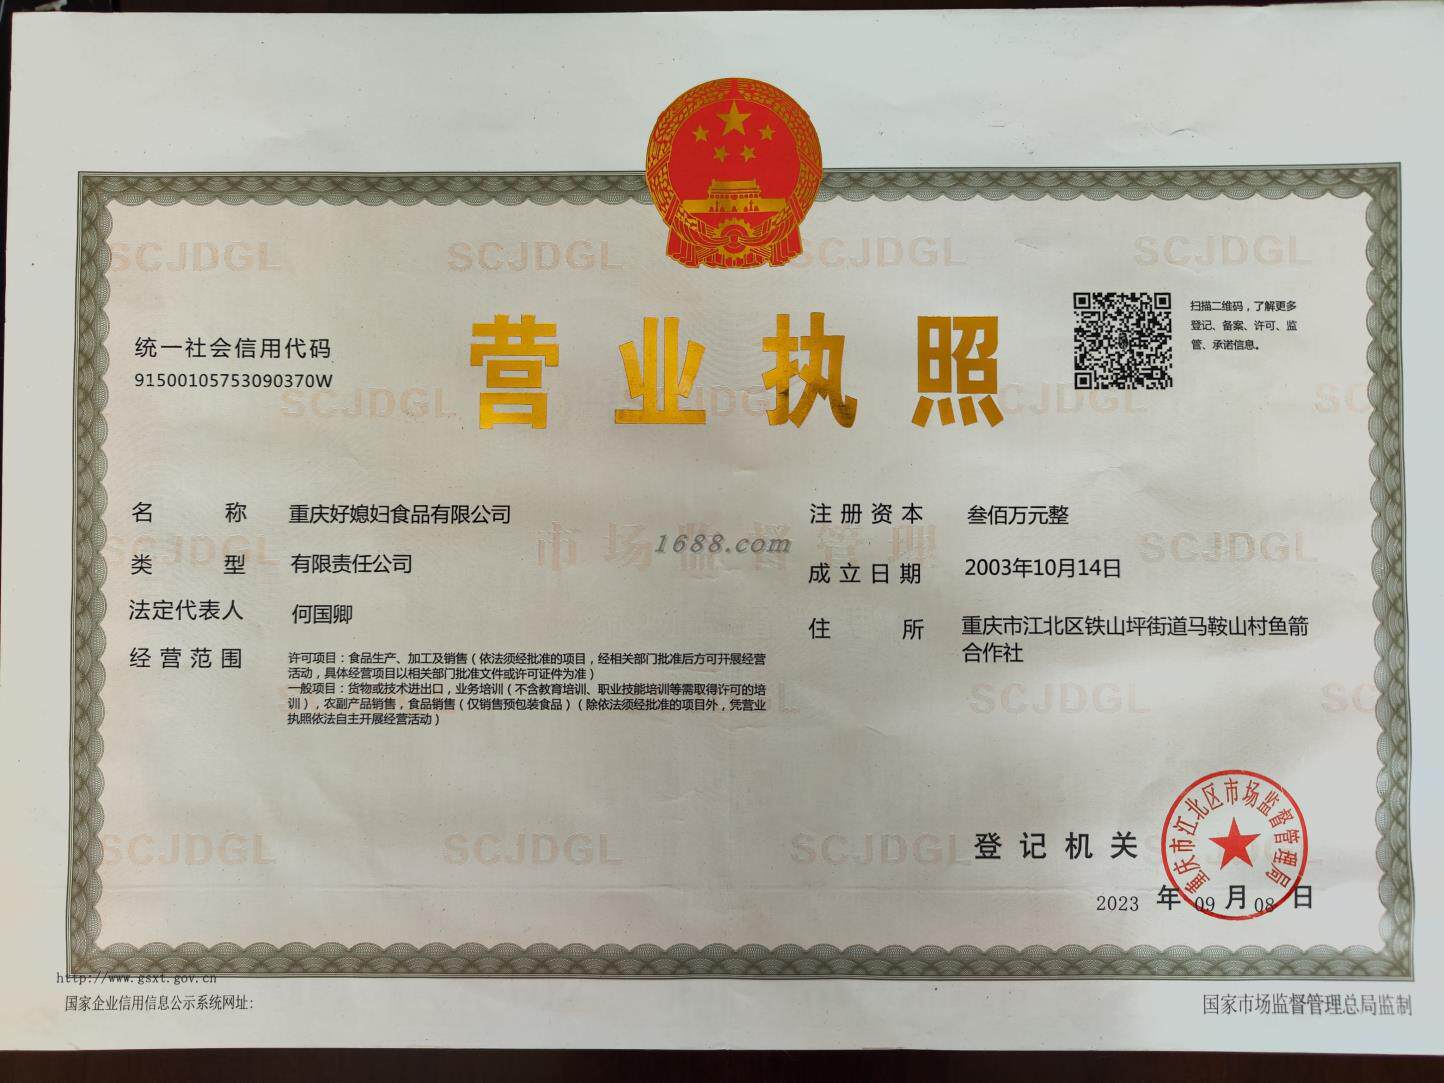 SCJDGL SCJDGL SCJDGL SCJDGL
营业执照
扫描二维码，了解更多
登记、备案、许可、监
管、承诺信息。
统一社会信用代码
91500105753090370W
SCJDGL SCJDGL SCJDGL SC
名称 重庆好媳妇食品有限公司
类型 有限责任公司
法定代表人 何国卿
经营范围 许可项目：食品生产、加工及销售（依法须经批准的项目，经相关部门批准后方可开展经营
活动，具体经营项目以相关部门批准文件或许可证件为准）
一般项目：货物或技术进出口，业务培训（不含教育培训、职业技能培训等需取得许可的培
训），农副产品销售，食品销售（仅销售预包装食品）（除依法须经批准的项目外，凭营业
执照依法自主开展经营活动）
注册资本 叁佰万元整
成立日期 2003年10月14日
住所 重庆市江北区铁山坪街道马鞍山村鱼箭
合作社
SCJDGL 市场监督管理 SCJDGL
1688.com
SCJDGL SCJDGL SCJDGL SC
SCJDGL SCJDGL SCJDGL
登记机关
重庆市江北区市场监督管理局
2023 年 09 月 08 日
http://www.gsxt.gov.cn
国家企业信用信息公示系统网址：
国家市场监督管理总局监制